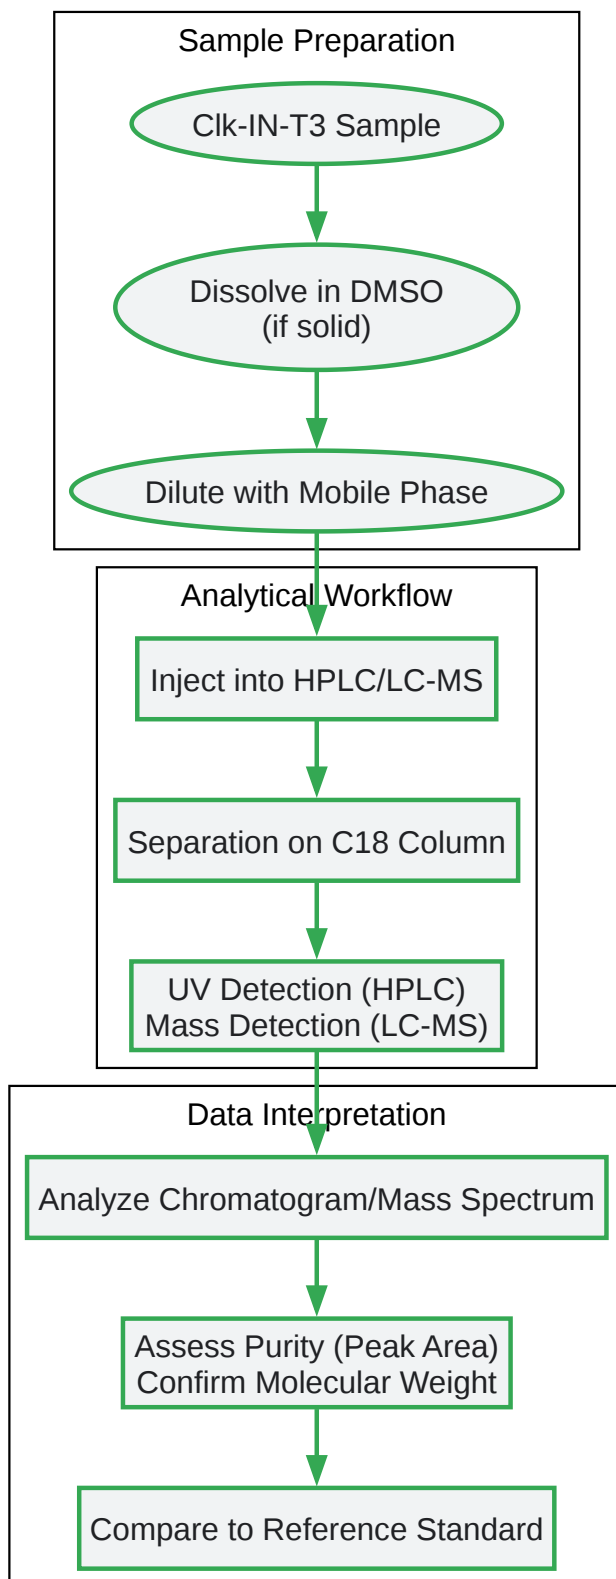 Sample Preparation
Clk-IN-T3 Sample
Dissolve in DMSO
(if solid)
Dilute with Mobile Phase
Analytical Workflow
Inject into HPLC/LC-MS
Separation on C18 Column
UV Detection (HPLC)
Mass Detection (LC-MS)
Data Interpretation
Analyze Chromatogram/Mass Spectrum
Assess Purity (Peak Area)
Confirm Molecular Weight
Compare to Reference Standard